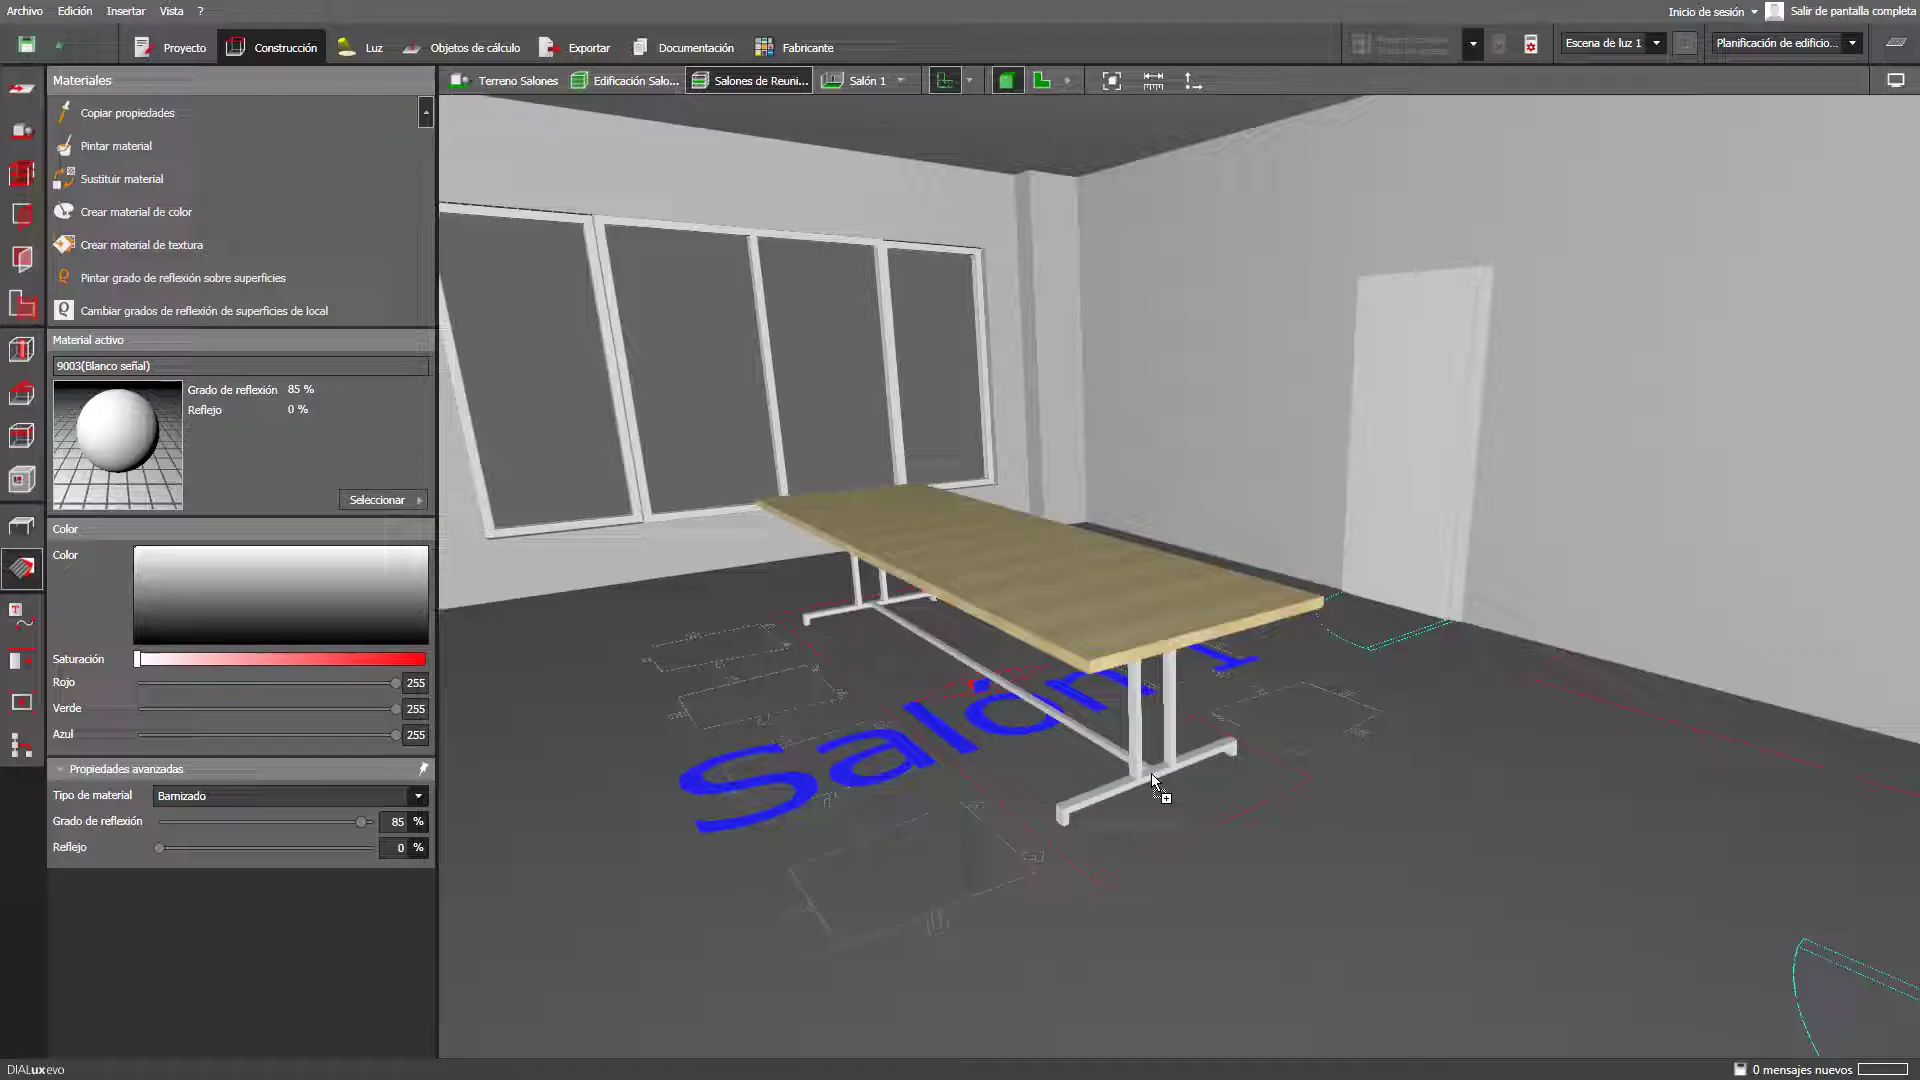 Archivo Edición Insertar Vista ?
Inicio de sesión Salir de pantalla completa
Proyecto Construcción Luz Objetos de cálculo Exportar Documentación Fabricante
Escena de luz 1 Planificación de edificio...
Materiales
Terreno Salones Edificación Salo... Salones de Reuni... Salón 1
Copiar propiedades
Pintar material
Sustituir material
Crear material de color
Crear material de textura
Pintar grado de reflexión sobre superficies
Cambiar grados de reflexión de superficies de local
Material activo
9003(Blanco señal)
Grado de reflexión 85 %
Reflejo 0 %
Seleccionar
Color
Color
Saturación
Rojo 255
Verde 255
Azul 255
Propiedades avanzadas
Tipo de material Barnizado
Grado de reflexión 85 %
Reflejo 0 %
Salón 1
DIALux evo
0 mensajes nuevos